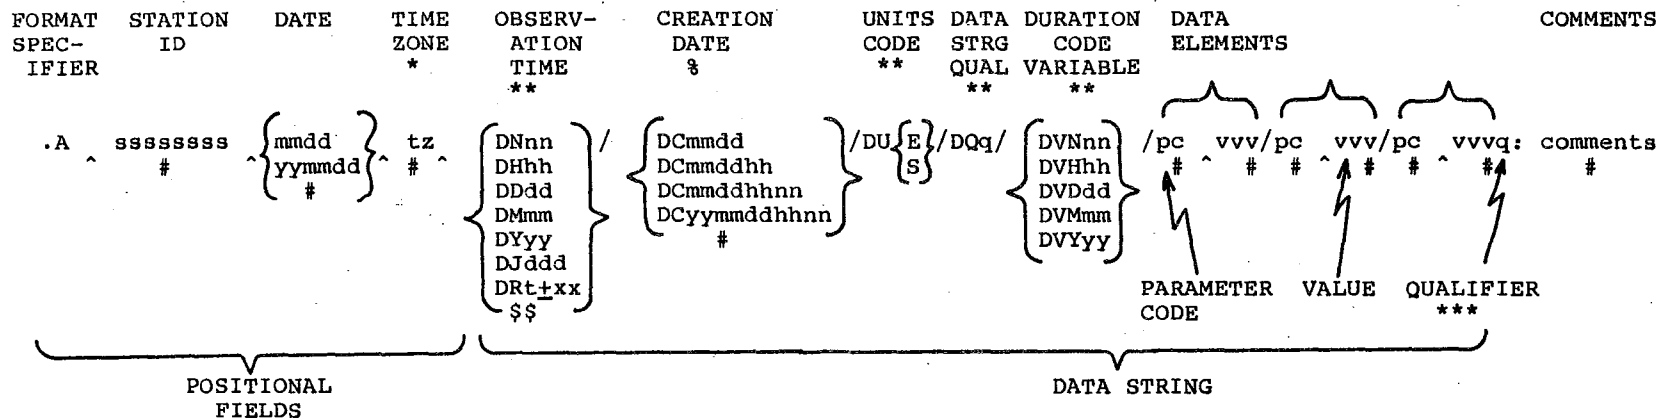 FORMAT STATION DATE TIME OBSERV- CREATION UNITS DATA DURATION DATA COMMENTS
SPEC- ID ZONE ATION DATE CODE STRG CODE ELEMENTS
IFIER * TIME % ** QUAL VARIABLE
** ** **
.A ^ ssssssss ^ mmdd ^ tz ^ DNnn / DCmmdd /DU E /DQq/ DVNnn /pc ^ vvv/pc ^ vvv/pc ^ vvvq: comments
# yymmdd # DHhh DCmmddhh S DVHhh # # # # # # #
# DDdd DCmmddhhnn DVDdd
DMmm DCyymmddhhnn DVMmm
DYyy # DVYyy
DJddd
DRt±xx PARAMETER VALUE QUALIFIER
$$ CODE ***
POSITIONAL DATA STRING
FIELDS